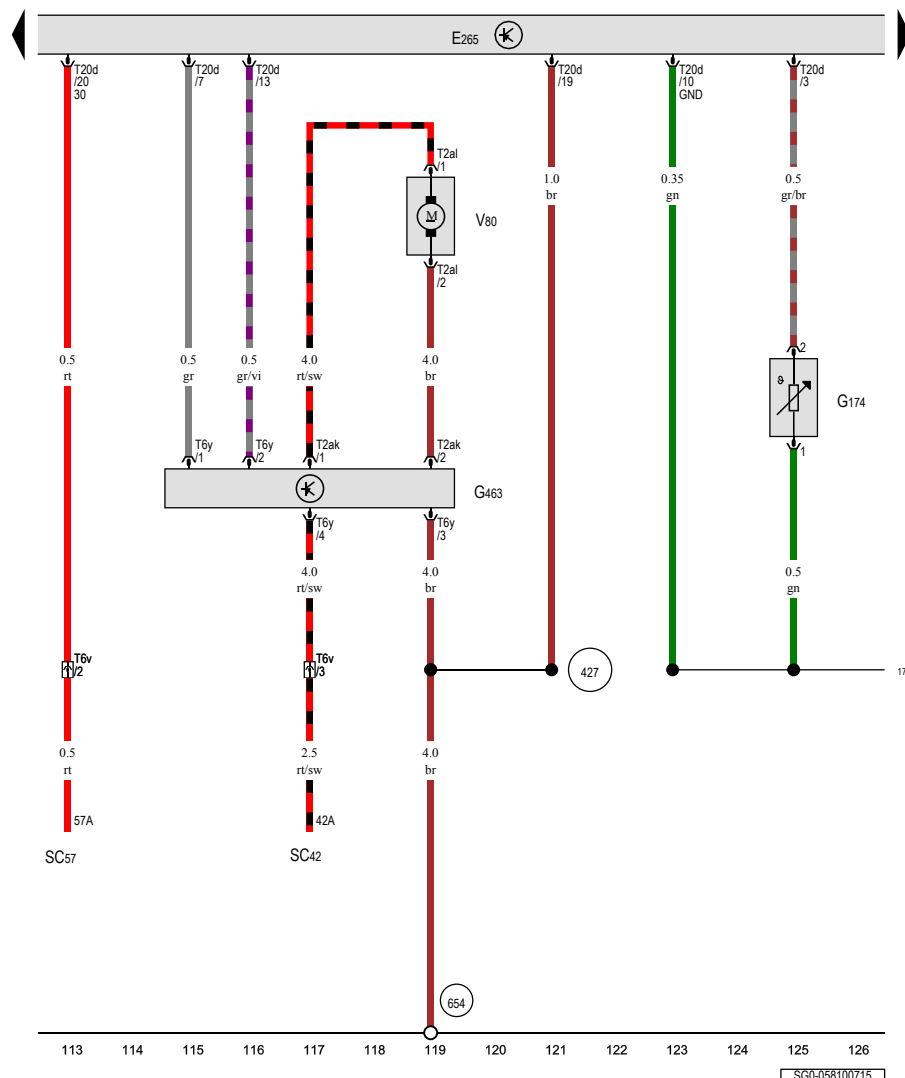 E265
T20d
/20
30
T20d
/7
T20d
/13
T20d
/19
T20d
/10
GND
T20d
/3
T2al
/1
1.0
br
0.35
gn
0.5
gr/br
M
V80
T2al
/2
0.5
rt
0.5
gr
0.5
gr/vi
4.0
rt/sw
4.0
br
2
ϑ
G174
1
T6y
/1
T6y
/2
T2ak
/1
T2ak
/2
G463
T6y
/4
T6y
/3
4.0
rt/sw
4.0
br
0.5
gn
T6v
/2
T6v
/3
427
17
0.5
rt
2.5
rt/sw
4.0
br
57A
42A
SC57
SC42
654
113 114 115 116 117 118 119 120 121 122 123 124 125 126
SG0-058100715